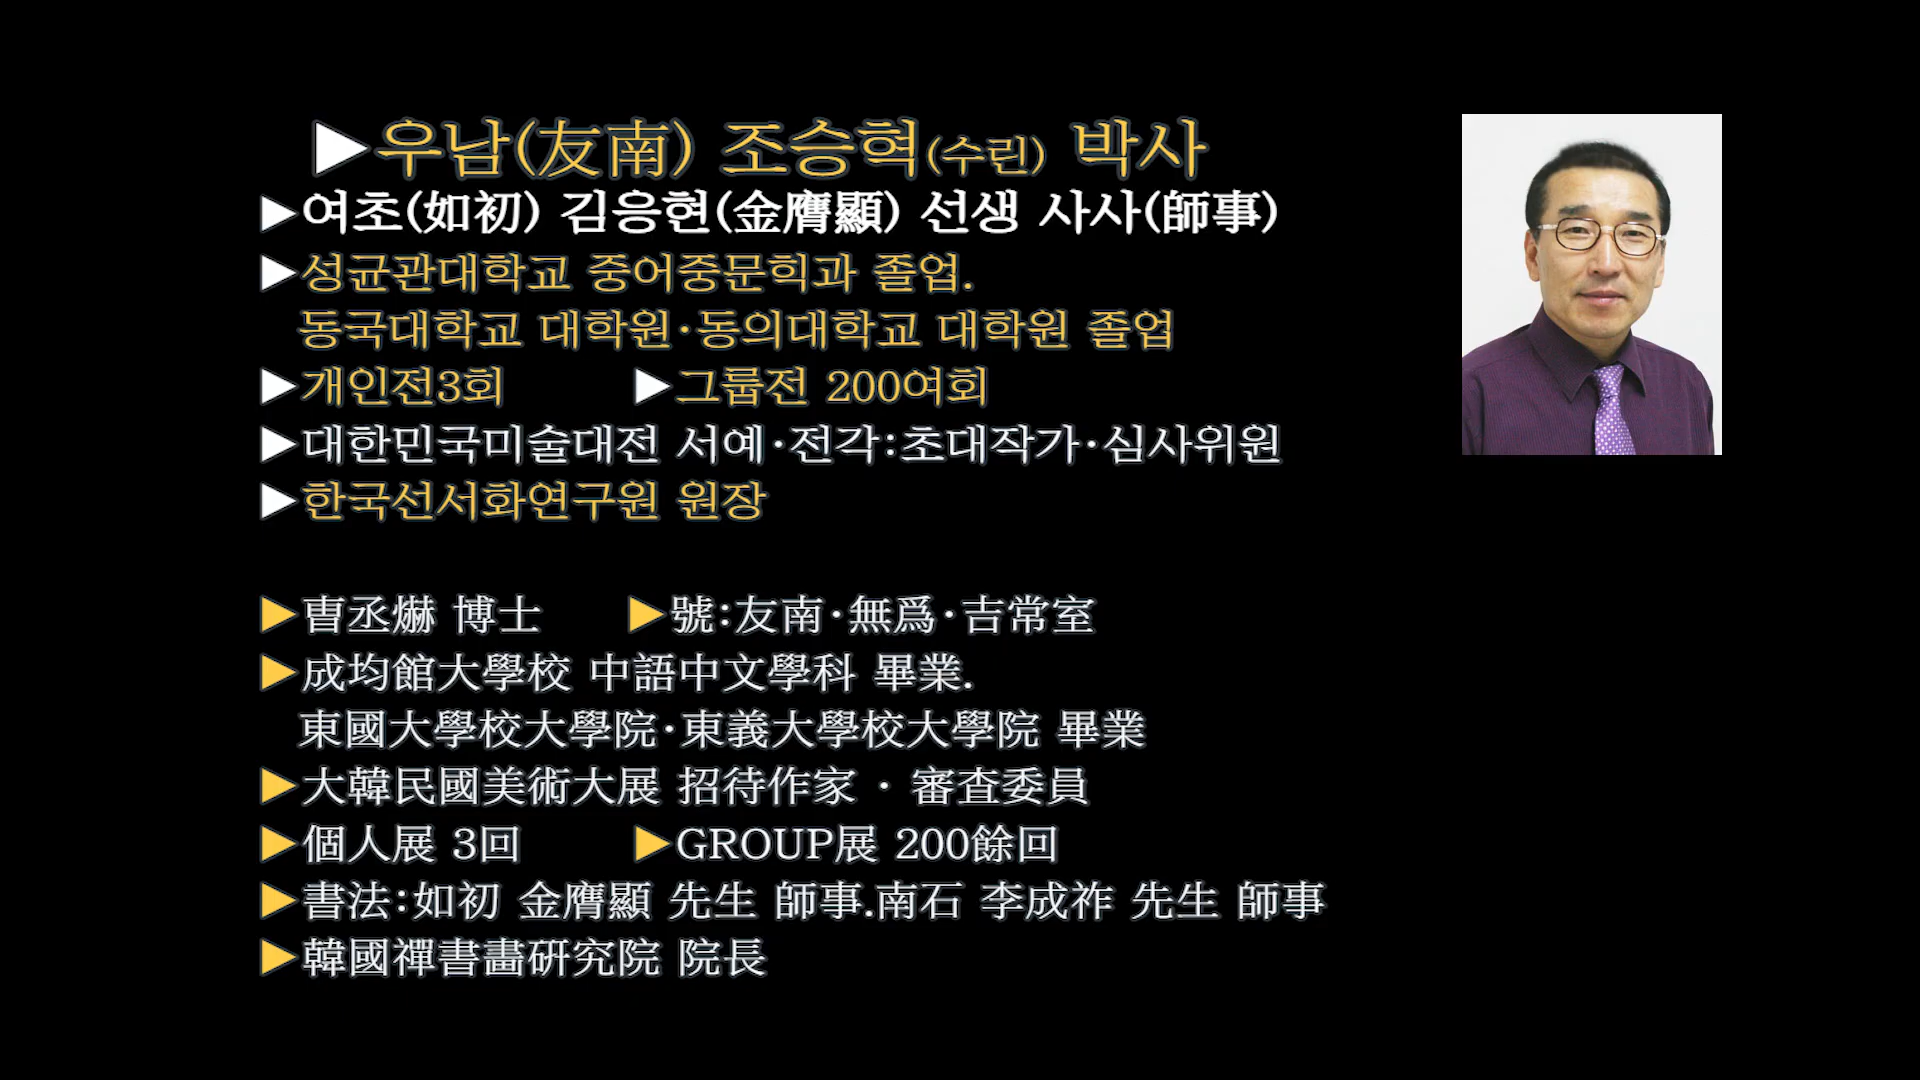 ▶우남(友南) 조승혁(수린) 박사
▶여초(如初) 김응현(金膺顯) 선생 사사(師事)
▶성균관대학교 중어중문힉과 졸업.
동국대학교 대학원·동의대학교 대학원 졸업
▶개인전3회 ▶그룹전 200여회
▶대한민국미술대전 서예·전각:초대작가·심사위원
▶한국선서화연구원 원장
▶曺丞爀 博士 ▶號:友南·無爲·吉常室
▶成均館大學校 中語中文學科 畢業.
東國大學校大學院·東義大學校大學院 畢業
▶大韓民國美術大展 招待作家 · 審査委員
▶個人展 3回 ▶GROUP展 200餘回
▶書法:如初 金膺顯 先生 師事.南石 李成祚 先生 師事
▶韓國禪書畵硏究院 院長